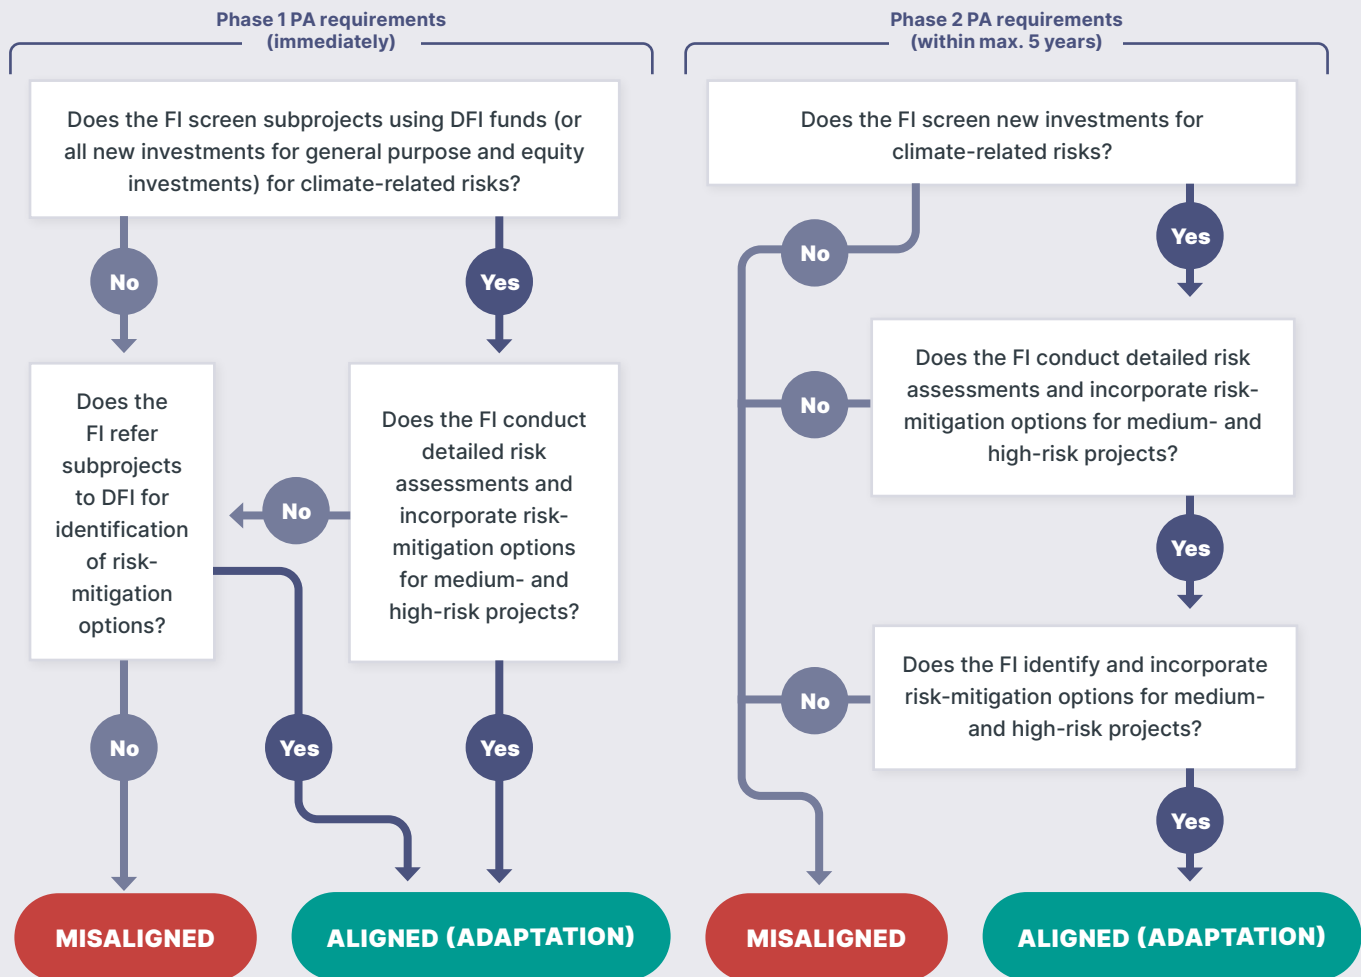 Phase 1 PA requirements
(immediately)
Does the FI screen subprojects using DFI funds (or
all new investments for general purpose and equity
investments) for climate-related risks?
No
Yes
Does the
FI refer
subprojects
to DFI for
identification
of risk-
mitigation
options?
No
Does the FI conduct
detailed risk
assessments and
incorporate risk-
mitigation options
for medium- and
high-risk projects?
No
Yes
Yes
MISALIGNED
ALIGNED (ADAPTATION)
Phase 2 PA requirements
(within max. 5 years)
Does the FI screen new investments for
climate-related risks?
No
Yes
Does the FI conduct detailed risk
assessments and incorporate risk-
mitigation options for medium- and
high-risk projects?
No
Yes
Does the FI identify and incorporate
risk-mitigation options for medium-
and high-risk projects?
No
Yes
MISALIGNED
ALIGNED (ADAPTATION)